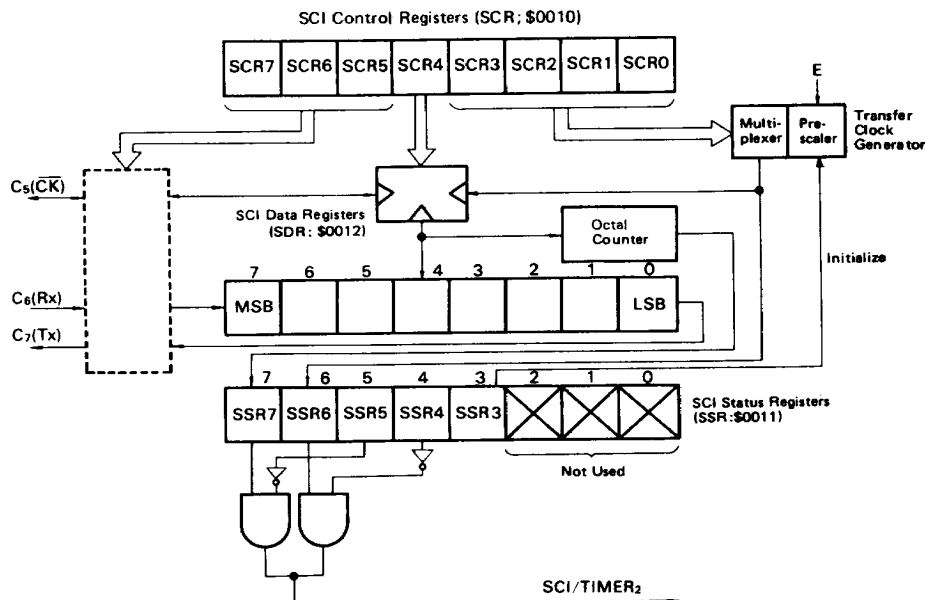 SCI Control Registers (SCR; $0010)
SCR7 SCR6 SCR5 SCR4 SCR3 SCR2 SCR1 SCR0
E
Multi-
plexer
Pre-
scaler
Transfer
Clock
Generator
C5(CK)
SCI Data Registers
(SDR: $0012)
Octal
Counter
Initialize
7 6 5 4 3 2 1 0
C6(Rx)
MSB LSB
C7(Tx)
7 6 5 4 3 2 1 0
SSR7 SSR6 SSR5 SSR4 SSR3
SCI Status Registers
(SSR:$0011)
Not Used
SCI/TIMER2